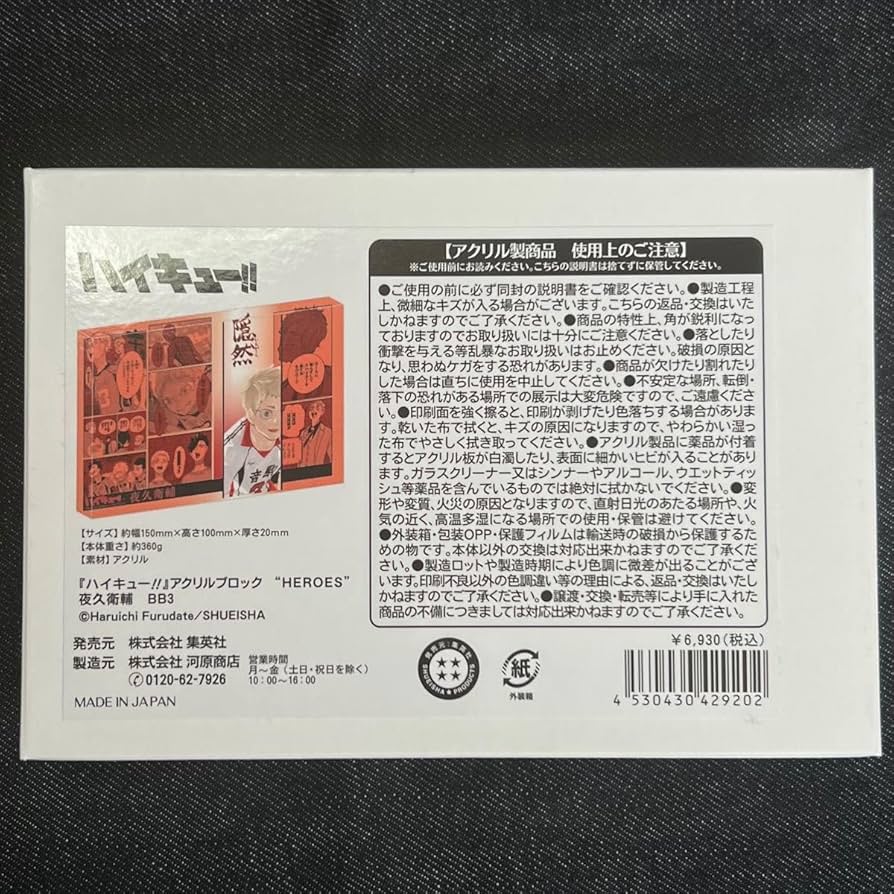 ハイキュー!!
隠然
夜久衛輔
【サイズ】約幅150mm×高さ100mm×厚さ20mm
【本体重さ】約360g
【素材】アクリル
『ハイキュー!!』アクリルブロック “HEROES”
夜久衛輔 BB3
©Haruichi Furudate/SHUEISHA
発売元 株式会社 集英社
製造元 株式会社 河原商店
0120-62-7926
営業時間
月〜金（土日・祝日を除く）
10:00〜16:00
MADE IN JAPAN
【アクリル製商品 使用上のご注意】
※ご使用前にお読みください。こちらの説明書は捨てずに保管してください。
●ご使用の前に必ず同封の説明書をご確認ください。●製造工程
上、微細なキズが入る場合がございます。こちらの返品・交換はいた
しかねますのでご了承ください。●商品の特性上、角が鋭利になっ
ておりますのでお取り扱いには十分にご注意ください。●落としたり
衝撃を与える等乱暴なお取り扱いはお止めください。破損の原因と
なり、思わぬケガをする恐れがあります。●商品が欠けたり割れたり
した場合は直ちに使用を中止してください。●不安定な場所、転倒・
落下の恐れがある場所での展示は大変危険ですので、ご遠慮くださ
い。●印刷面を強く擦ると、印刷が剥げたり色落ちする場合がありま
す。乾いた布で拭くと、キズの原因になりますので、やわらかい湿っ
た布でやさしく拭き取ってください。●アクリル製品に薬品が付着
するとアクリル板が白濁したり、表面に細かいヒビが入ることがあり
ます。ガラスクリーナー又はシンナーやアルコール、ウエットティッ
シュ等薬品を含んでいるものでは絶対に拭かないでください。●変
形や変質、火災の原因となりますので、直射日光のあたる場所や、火
気の近く、高温多湿になる場所での使用・保管は避けてください。
●外装箱・包装OPP・保護フィルムは輸送時の破損から保護するた
めの物です。本体以外の交換は対応出来かねますのでご了承ください。
●製造ロットや製造時期により色調に微差が出ることがござい
ます。印刷不良以外の色調違い等の理由による、返品・交換はいたし
かねますのでご了承ください。●譲渡・交換・転売等により手に入れた
商品の不備につきましては対応出来かねますのでご了承ください。
発売元:集英社
SHUEISHA PRODUCTS
紙
外装箱
￥6,930(税込)
4 530430 429202